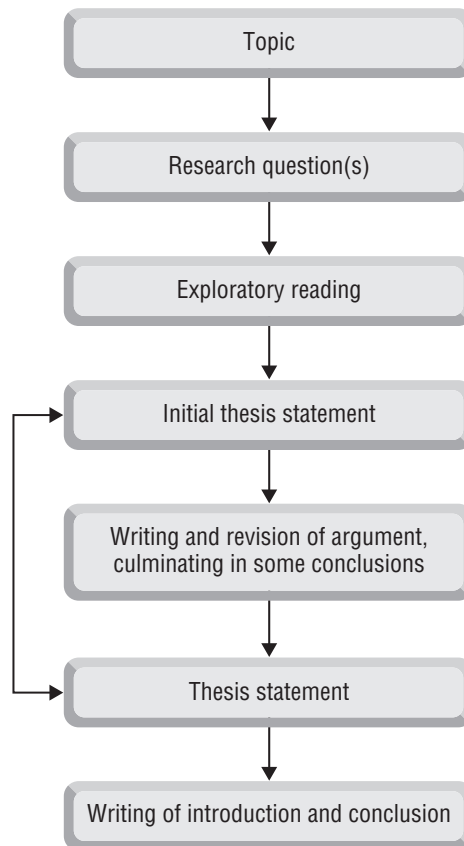 Topic
Research question(s)
Exploratory reading
Initial thesis statement
Writing and revision of argument,
culminating in some conclusions
Thesis statement
Writing of introduction and conclusion